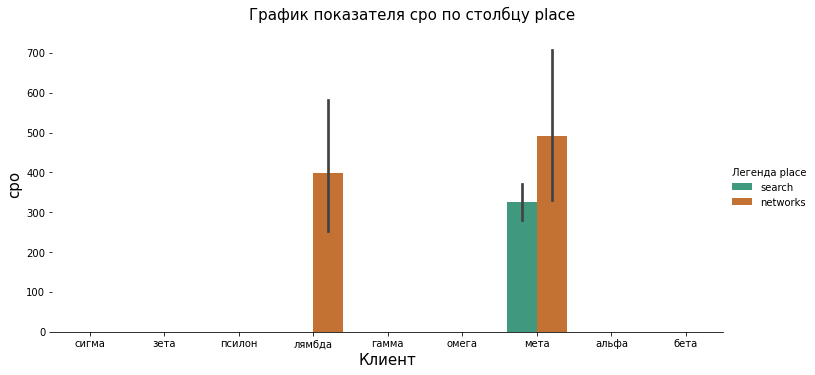 График показателя cpo по столбцу place
700
600
500
400
300
200
100
0
cpo
сигма зета псилон лямбда гамма омега мета альфа бета
Клиент
Легенда place
search
networks